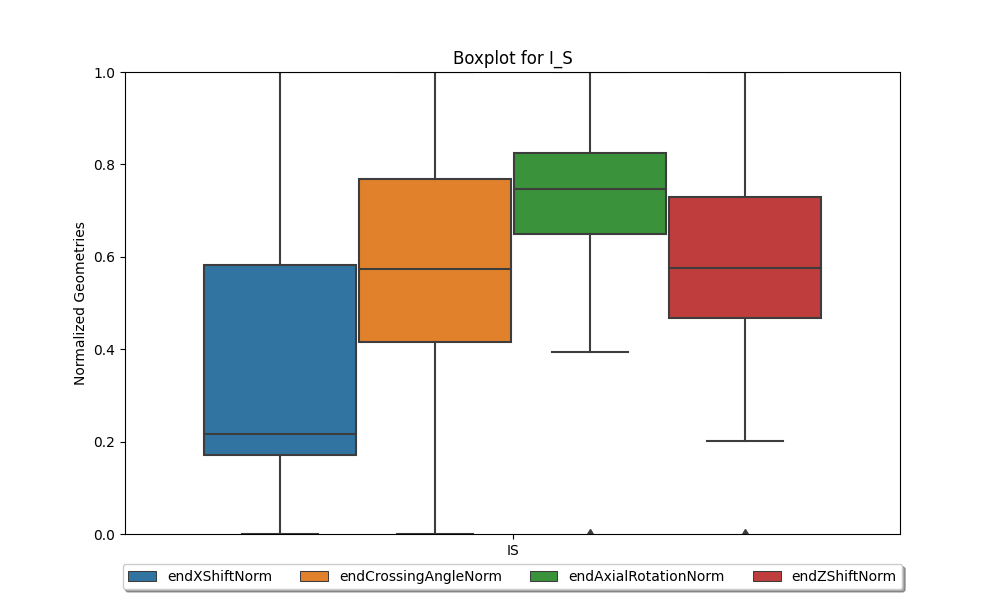 Boxplot for I_S
1.0
0.8
0.6
0.4
0.2
0.0
Normalized Geometries
IS
endXShiftNorm endCrossingAngleNorm endAxialRotationNorm endZShiftNorm